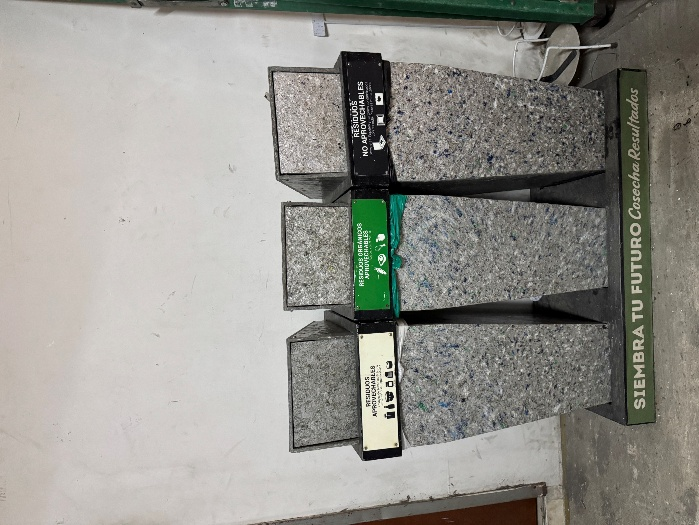 RESIDUOS
APROVECHABLES
RESIDUOS ORGÁNICOS
APROVECHABLES
RESIDUOS
NO APROVECHABLES
SIEMBRA TU FUTURO Cosecha Resultados